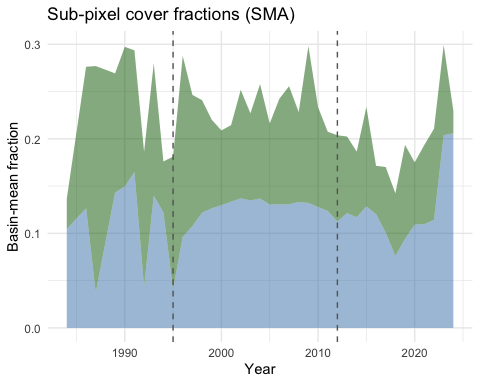 Sub-pixel cover fractions (SMA)
0.3
0.2
0.1
0.0
Basin-mean fraction
1990 2000 2010 2020
Year